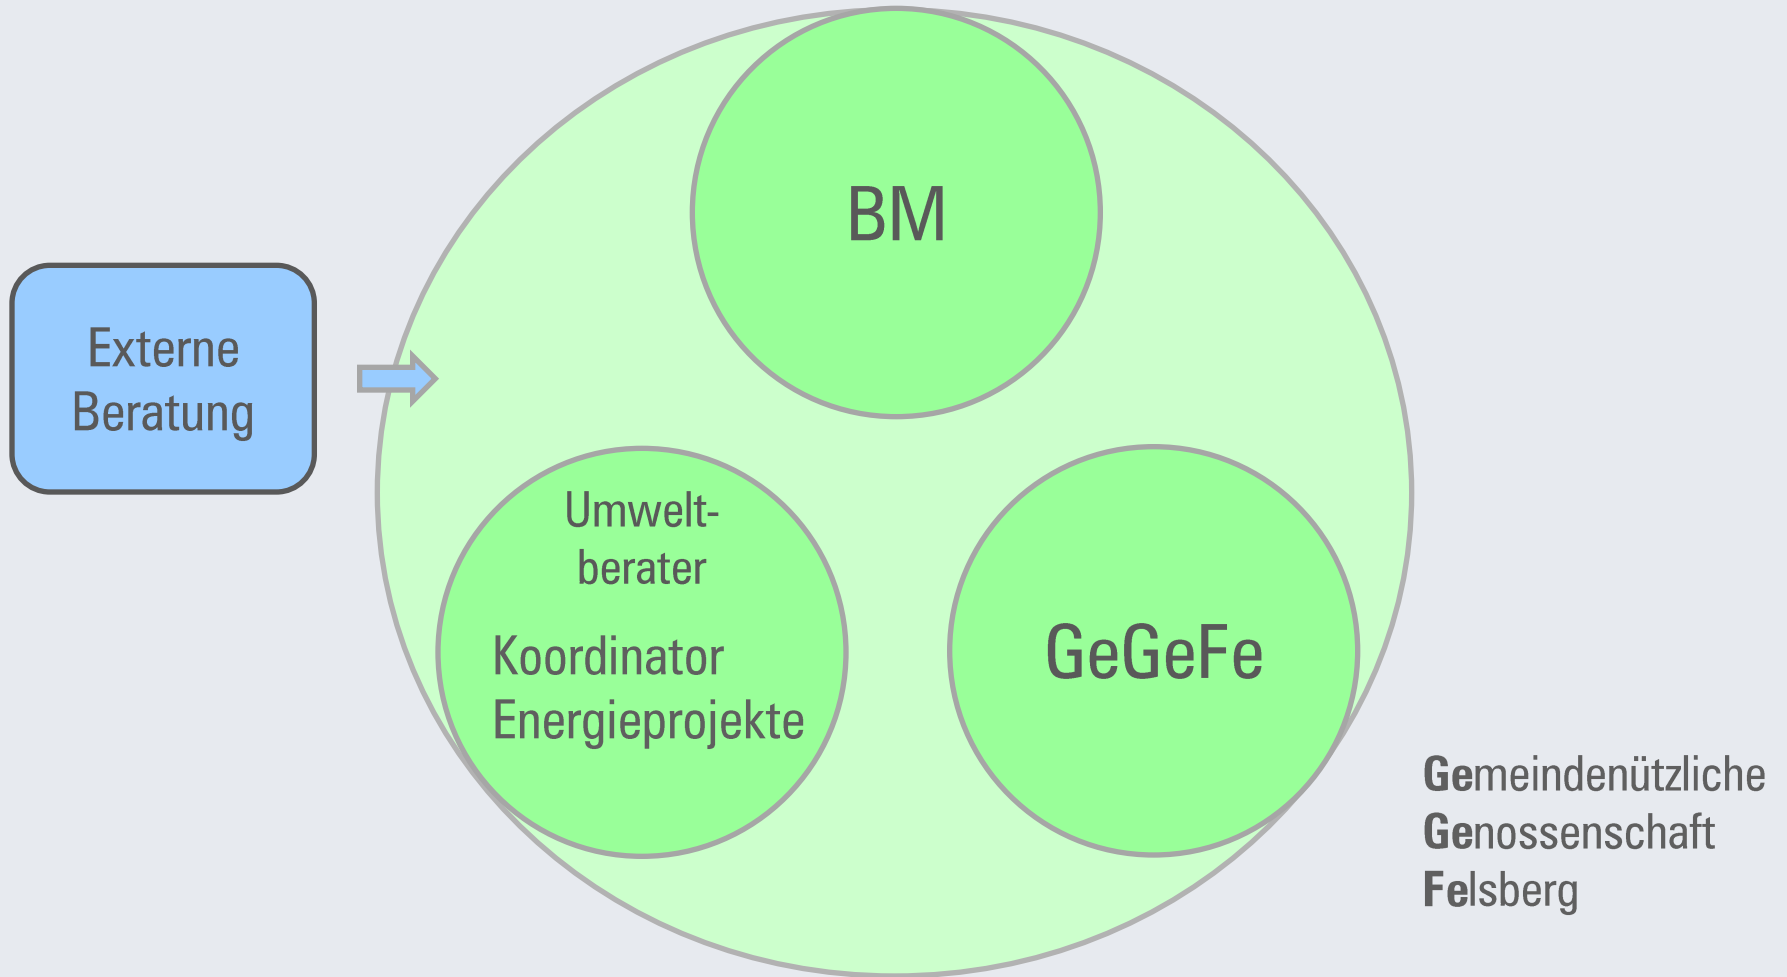 BM
Externe
Beratung
Umwelt-
berater
Koordinator
Energieprojekte
GeGeFe
Gemeindenützliche
Genossenschaft
Felsberg